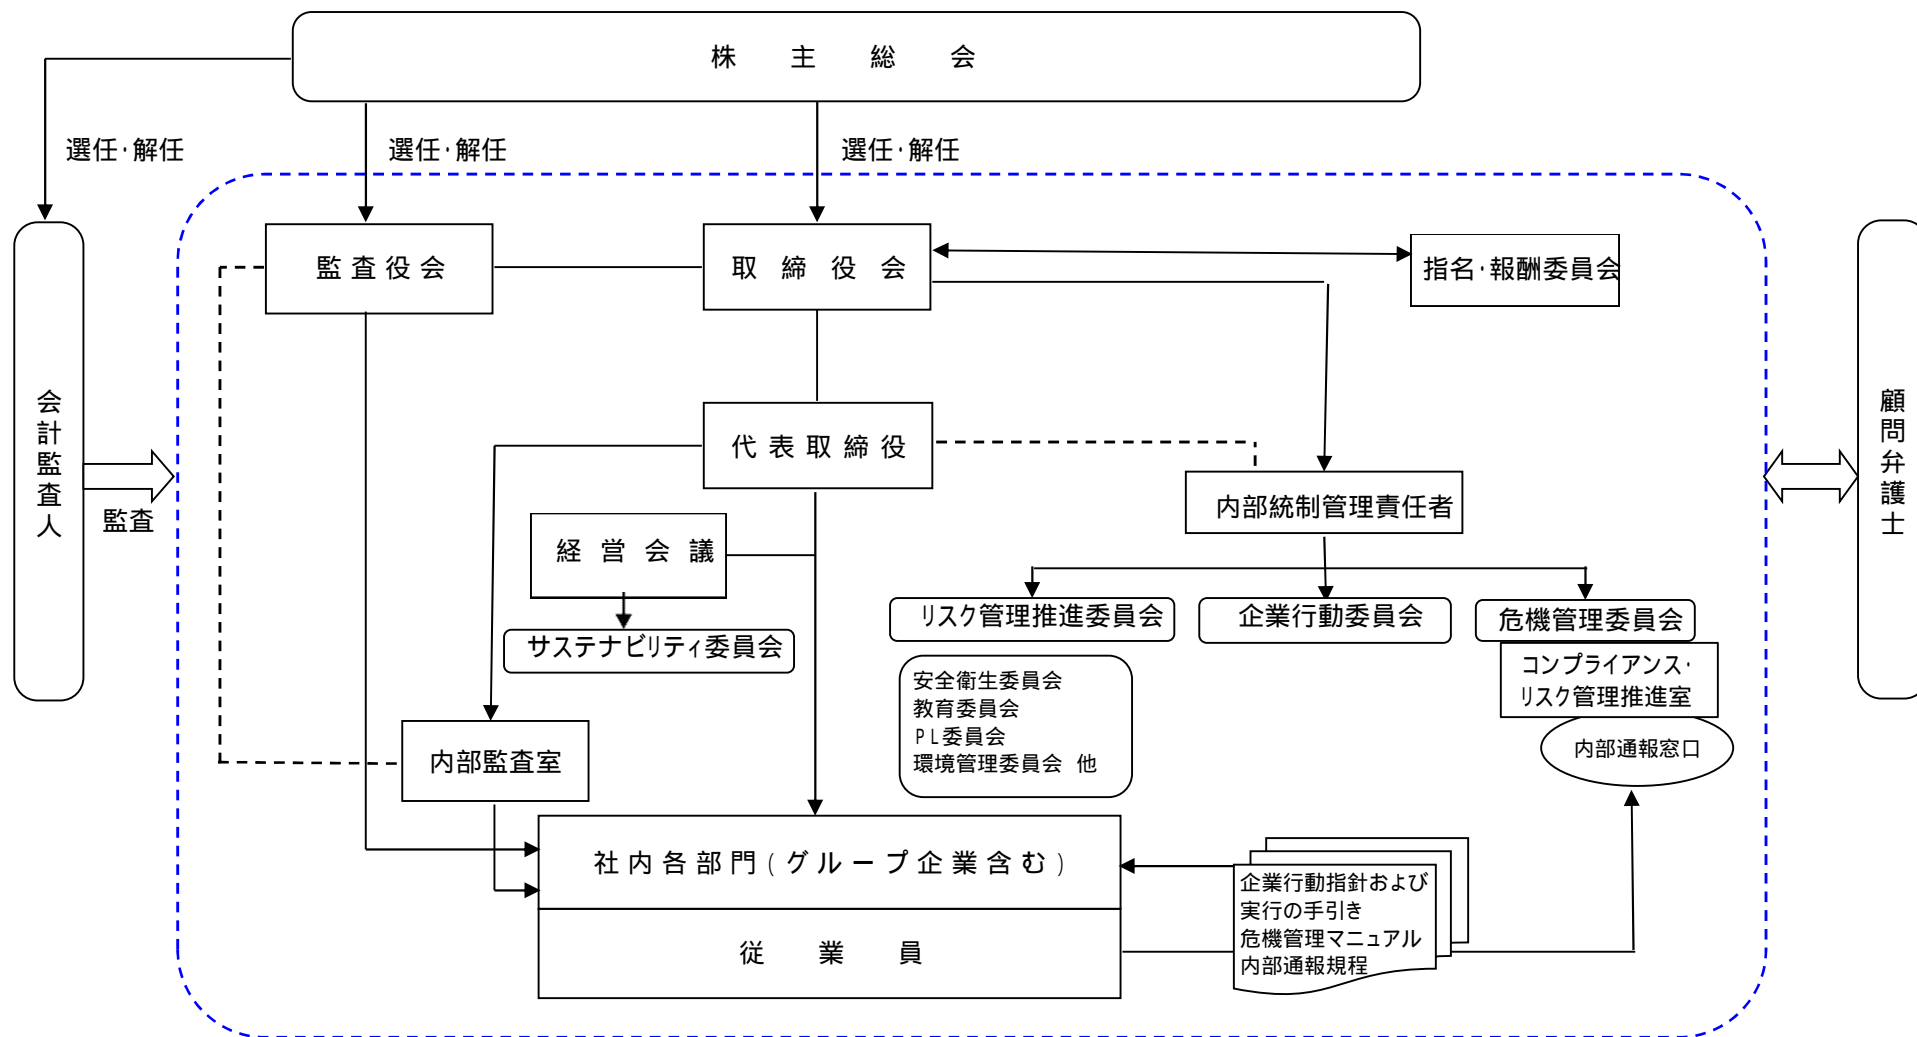 株主総会
選任・解任
選任・解任
選任・解任
監査役会
取締役会
指名・報酬委員会
会計監査人
監査
顧問弁護士
代表取締役
内部統制管理責任者
経営会議
サステナビリティ委員会
リスク管理推進委員会
企業行動委員会
危機管理委員会
コンプライアンス・
リスク管理推進室
内部通報窓口
安全衛生委員会
教育委員会
PL委員会
環境管理委員会 他
内部監査室
社内各部門(グループ企業含む)
従業員
企業行動指針および
実行の手引き
危機管理マニュアル
内部通報規程